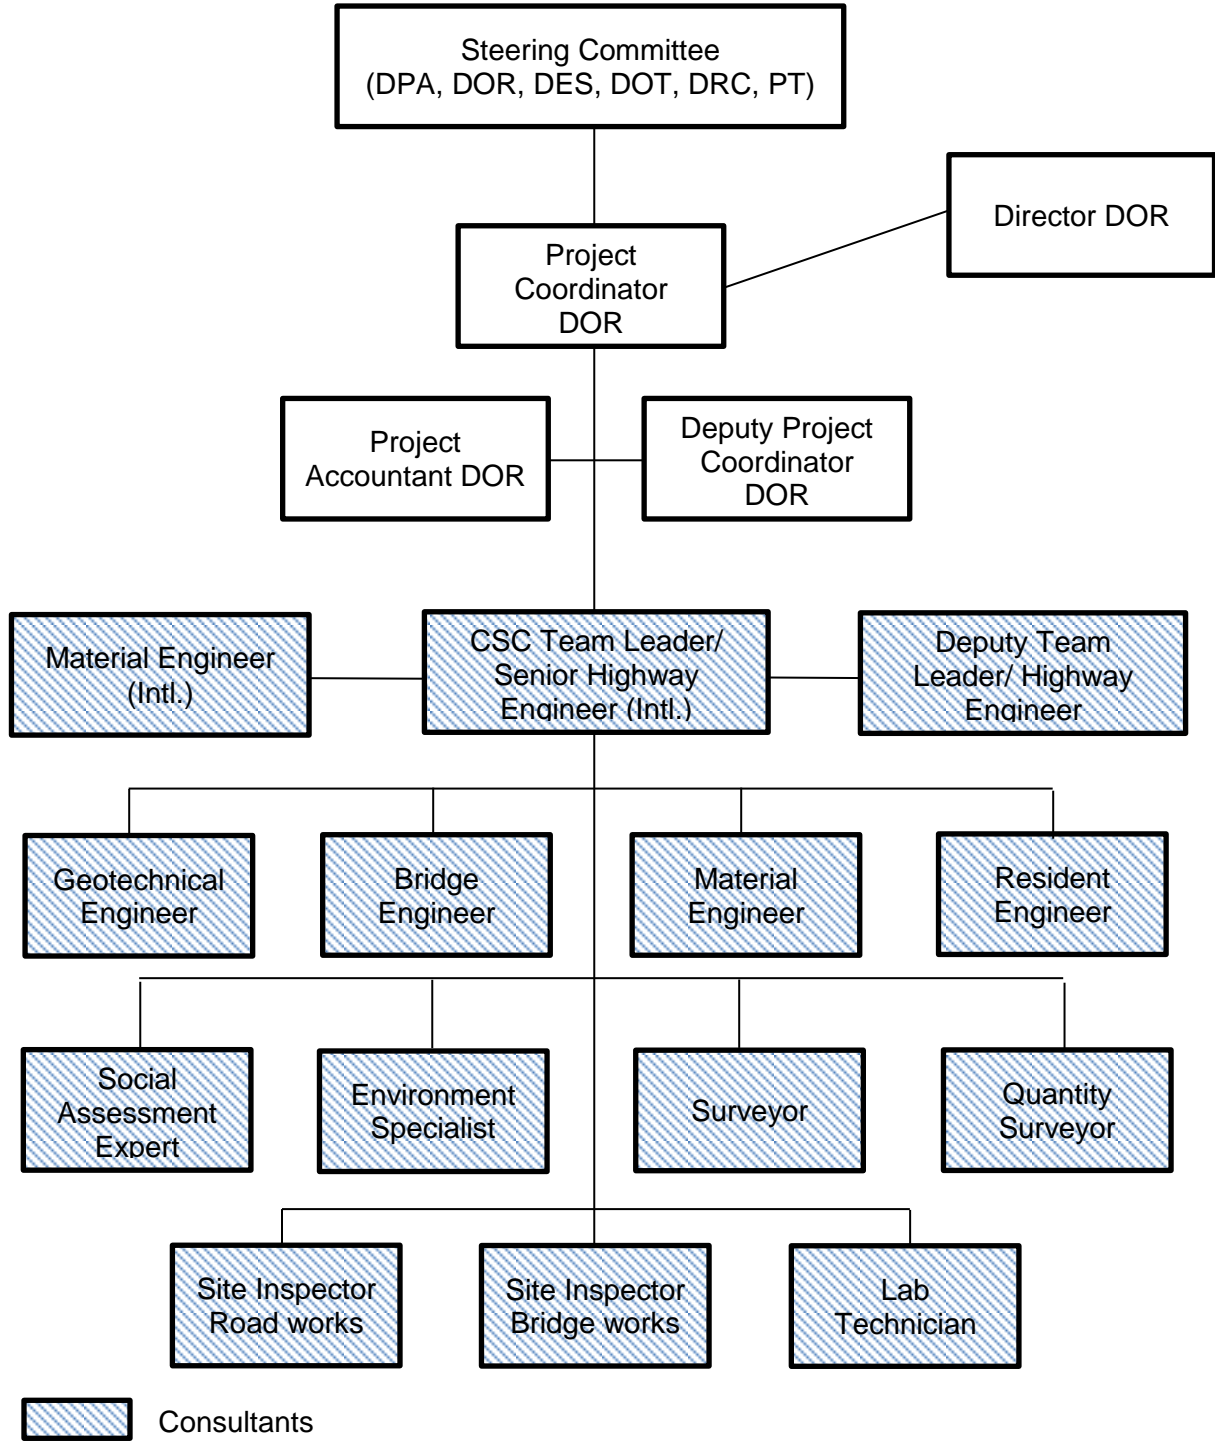 Steering Committee
(DPA, DOR, DES, DOT, DRC, PT)
Director DOR
Project
Coordinator
DOR
Project
Accountant DOR
Deputy Project
Coordinator
DOR
Material Engineer
(Intl.)
CSC Team Leader/
Senior Highway
Engineer (Intl.)
Deputy Team
Leader/ Highway
Engineer
Geotechnical
Engineer
Bridge
Engineer
Material
Engineer
Resident
Engineer
Social
Assessment
Expert
Environment
Specialist
Surveyor
Quantity
Surveyor
Site Inspector
Road works
Site Inspector
Bridge works
Lab
Technician
Consultants